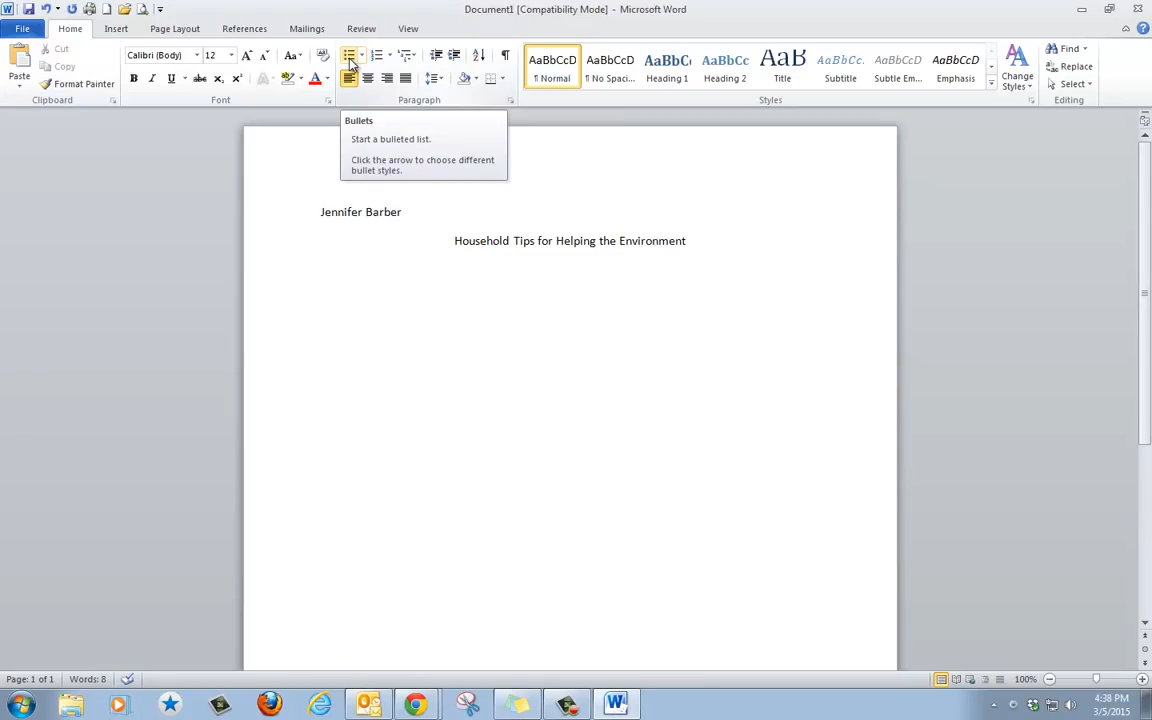 Document1 [Compatibility Mode] - Microsoft Word
File Home Insert Page Layout References Mailings Review View
Paste
Cut
Copy
Format Painter
Clipboard
Calibri (Body) 12
Font
Paragraph
AaBbCcD AaBbCcD AaBbC AaBbCc AaB AaBbCc. AaBbCcD AaBbCcD
¶ Normal ¶ No Spaci... Heading 1 Heading 2 Title Subtitle Subtle Em... Emphasis
Change Styles
Styles
Find
Replace
Select
Editing
Bullets
Start a bulleted list.
Click the arrow to choose different
bullet styles.
Jennifer Barber
Household Tips for Helping the Environment
Page: 1 of 1 Words: 8 100%
4:38 PM
3/5/2015